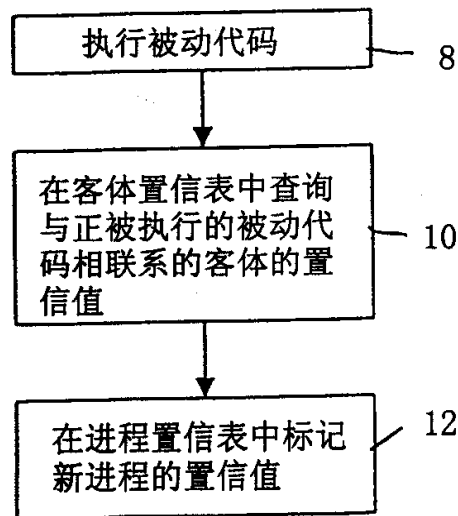 执行被动代码
8
在客体置信表中查询
与正被执行的被动代
码相联系的客体的置
信值
10
在进程置信表中标记
新进程的置信值
12